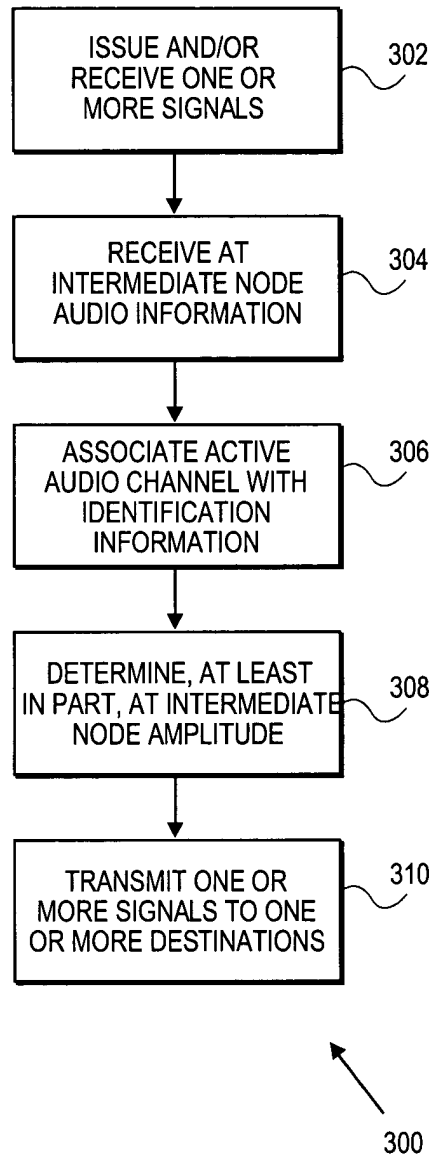 ISSUE AND/OR
RECEIVE ONE OR
MORE SIGNALS
302
RECEIVE AT
INTERMEDIATE NODE
AUDIO INFORMATION
304
ASSOCIATE ACTIVE
AUDIO CHANNEL WITH
IDENTIFICATION
INFORMATION
306
DETERMINE, AT LEAST
IN PART, AT INTERMEDIATE
NODE AMPLITUDE
308
TRANSMIT ONE OR
MORE SIGNALS TO ONE
OR MORE DESTINATIONS
310
300